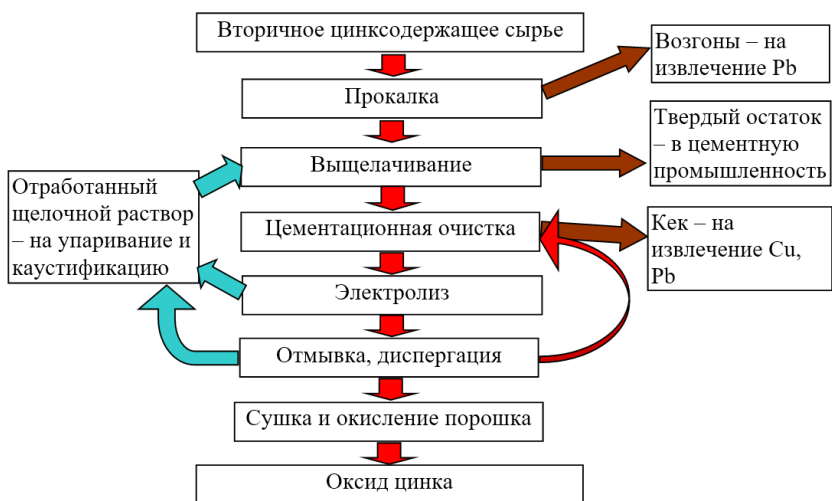 Вторичное цинксодержащее сырье
Возгоны – на
извлечение Pb
Прокалка
Твердый остаток
– в цементную
промышленность
Выщелачивание
Отработанный
щелочной раствор
– на упаривание и
каустификацию
Цементационная очистка
Кек – на
извлечение Cu,
Pb
Электролиз
Отмывка, диспергация
Сушка и окисление порошка
Оксид цинка